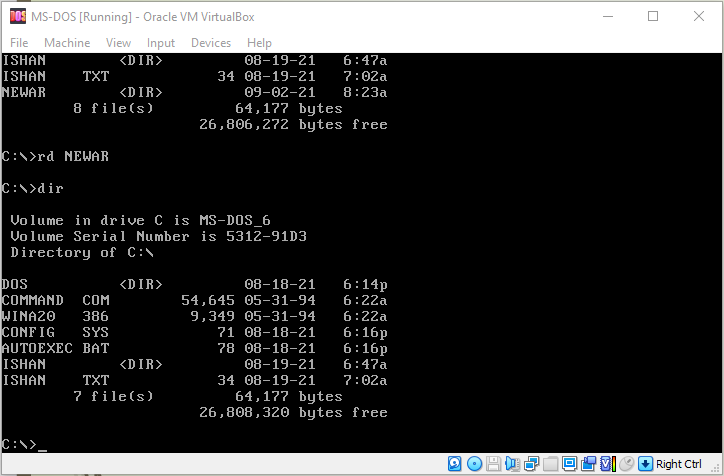 MS-DOS [Running] - Oracle VM VirtualBox
File Machine View Input Devices Help
ISHAN <DIR> 08-19-21 6:47a
ISHAN TXT 34 08-19-21 7:02a
NEWAR <DIR> 09-02-21 8:23a
8 file(s) 64,177 bytes
26,806,272 bytes free
C:\>rd NEWAR
C:\>dir
Volume in drive C is MS-DOS_6
Volume Serial Number is 5312-91D3
Directory of C:\
DOS <DIR> 08-18-21 6:14p
COMMAND COM 54,645 05-31-94 6:22a
WINA20 386 9,349 05-31-94 6:22a
CONFIG SYS 71 08-18-21 6:16p
AUTOEXEC BAT 78 08-18-21 6:16p
ISHAN <DIR> 08-19-21 6:47a
ISHAN TXT 34 08-19-21 7:02a
7 file(s) 64,177 bytes
26,808,320 bytes free
C:\>_
Right Ctrl